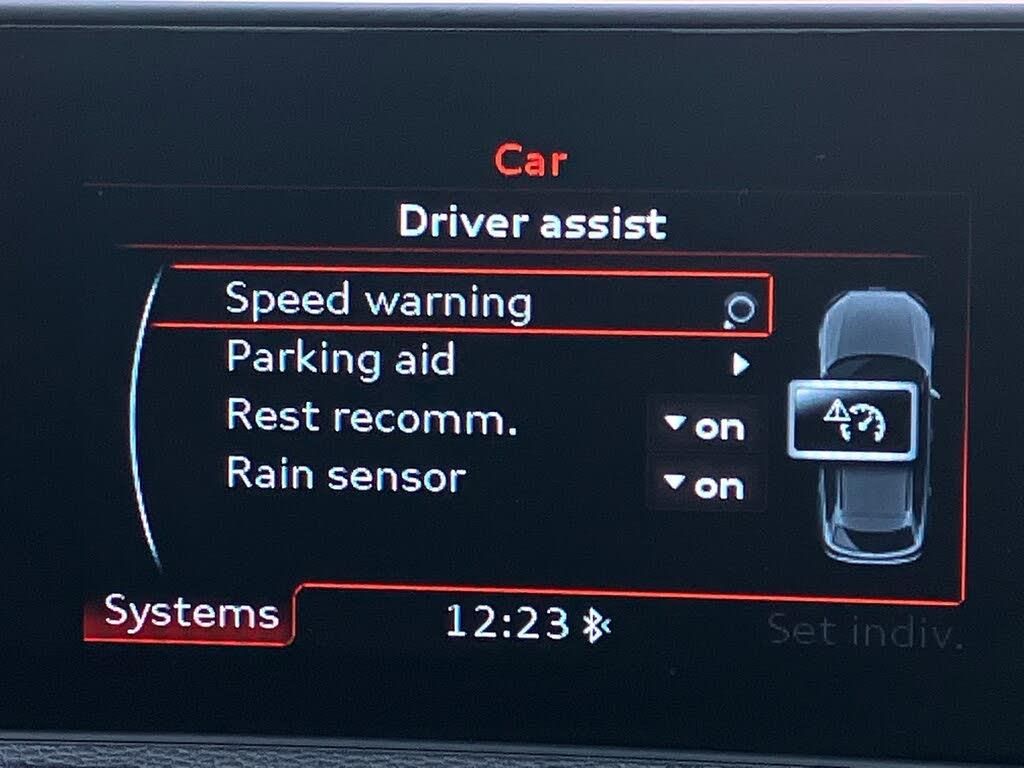 Car
Driver assist
Speed warning
Parking aid
Rest recomm. on
Rain sensor on
Systems 12:23 Set indiv.